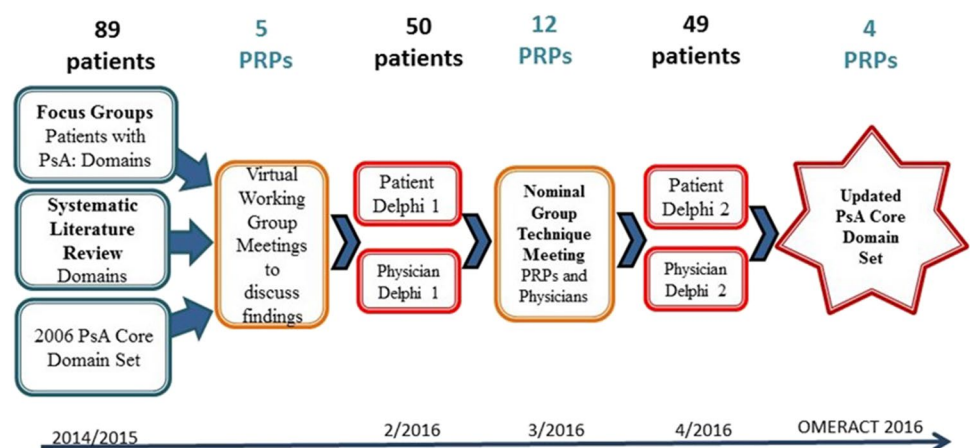 89
patients
5
PRPs
50
patients
12
PRPs
49
patients
4
PRPs
Focus Groups
Patients with
PsA: Domains
Systematic
Literature
Review
Domains
2006 PsA Core
Domain Set
Virtual
Working
Group
Meetings
to
discuss
findings
Patient
Delphi 1
Physician
Delphi 1
Nominal
Group
Technique
Meeting
PRPs and
Physicians
Patient
Delphi 2
Physician
Delphi 2
Updated
PsA Core
Domain
Set
2014/2015
2/2016
3/2016
4/2016
OMERACT 2016